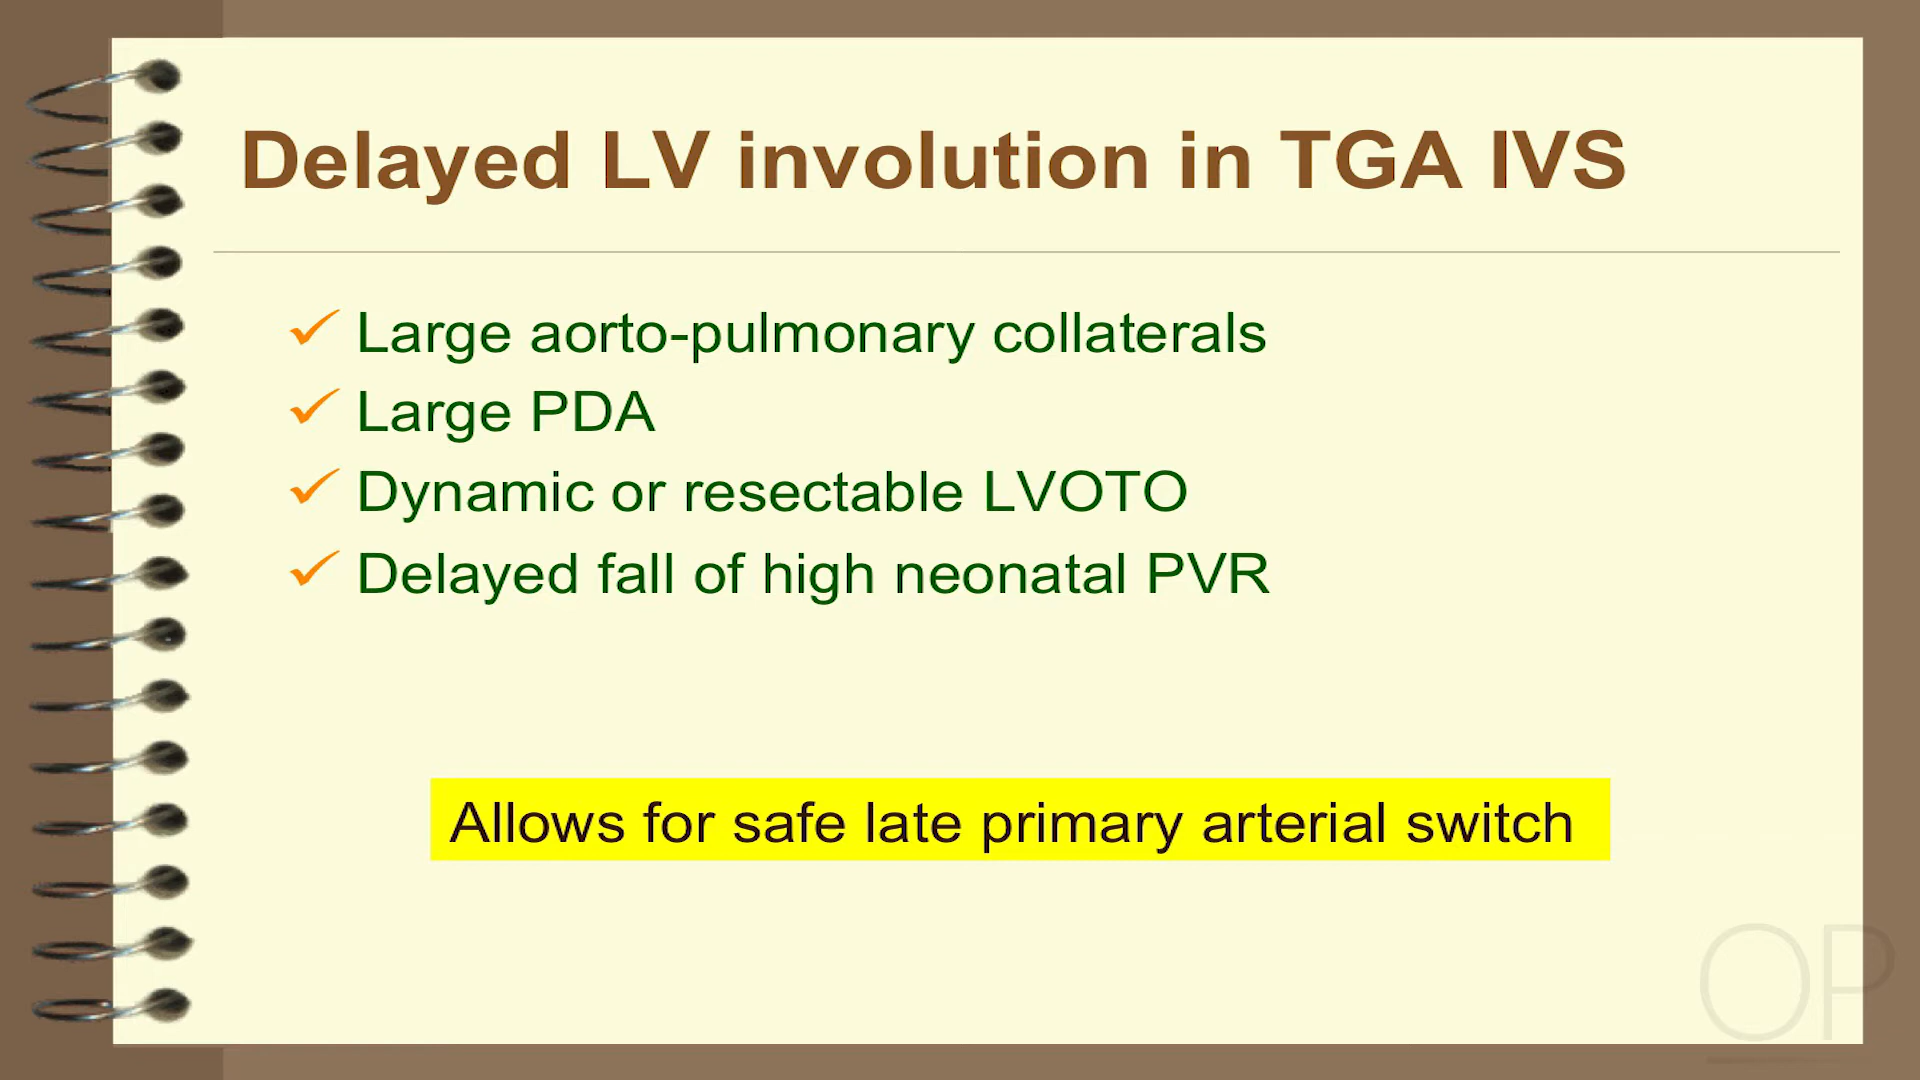 Delayed LV involution in TGA IVS
Large aorto-pulmonary collaterals
Large PDA
Dynamic or resectable LVOTO
Delayed fall of high neonatal PVR
Allows for safe late primary arterial switch
OP